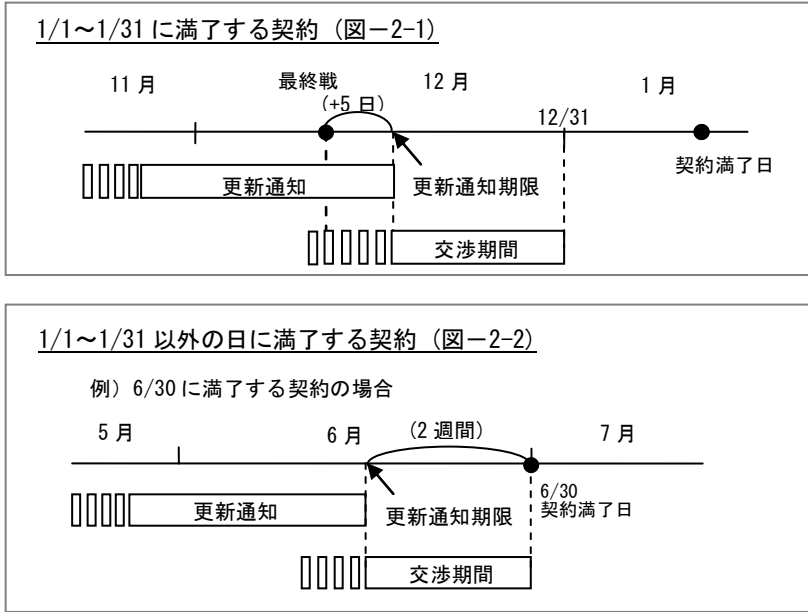 1/1～1/31 に満了する契約（図－2-1）
11 月
最終戦
12 月
1 月
(+5 日)
12/31
契約満了日
更新通知
更新通知期限
交渉期間
1/1～1/31 以外の日に満了する契約（図－2-2）
例）6/30 に満了する契約の場合
5 月
6 月
(2 週間)
7 月
6/30
契約満了日
更新通知
更新通知期限
交渉期間